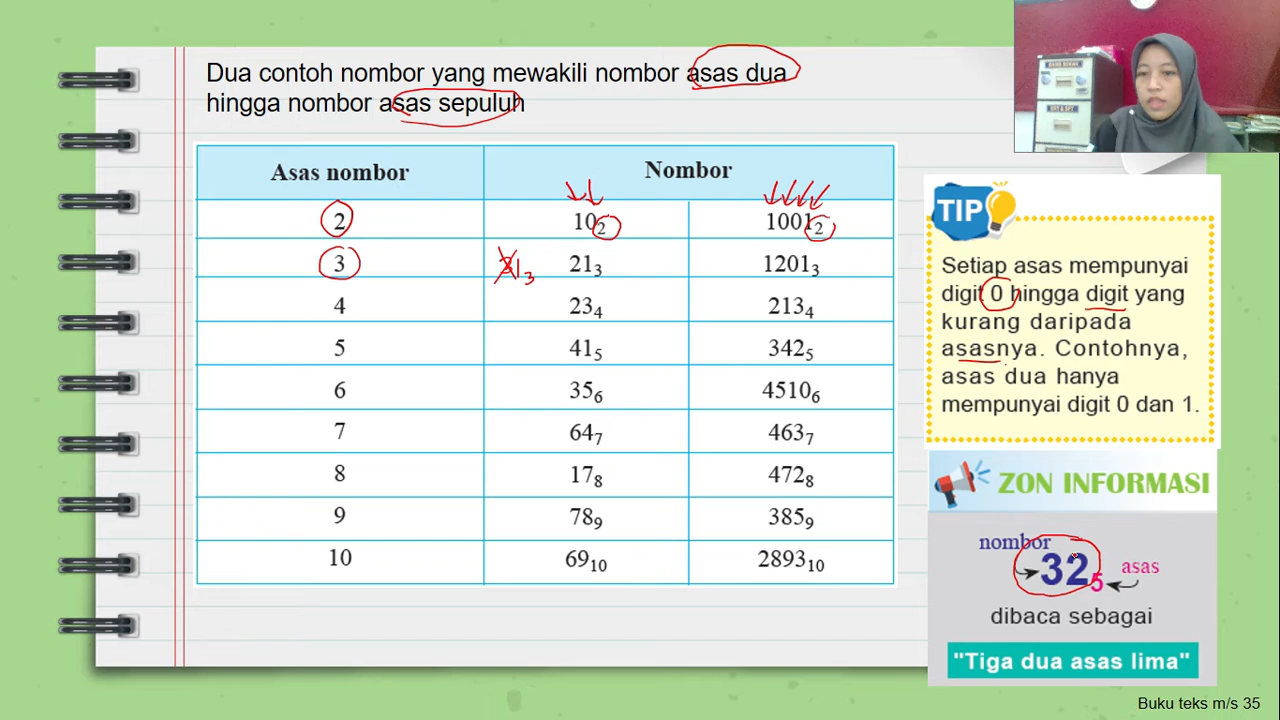 Dua contoh nombor yang mewakili nombor asas dua
hingga nombor asas sepuluh
Asas nombor Nombor
2 10₂ 1001₂
3 31₃ 21₃ 1201₃
4 23₄ 213₄
5 41₅ 342₅
6 35₆ 4510₆
7 64₇ 463₇
8 17₈ 472₈
9 78₉ 385₉
10 69₁₀ 2893₁₀
TIP
Setiap asas mempunyai
digit 0 hingga digit yang
kurang daripada
asasnya. Contohnya,
asas dua hanya
mempunyai digit 0 dan 1.
ZON INFORMASI
nombor
32₅ asas
dibaca sebagai
"Tiga dua asas lima"
Buku teks m/s 35